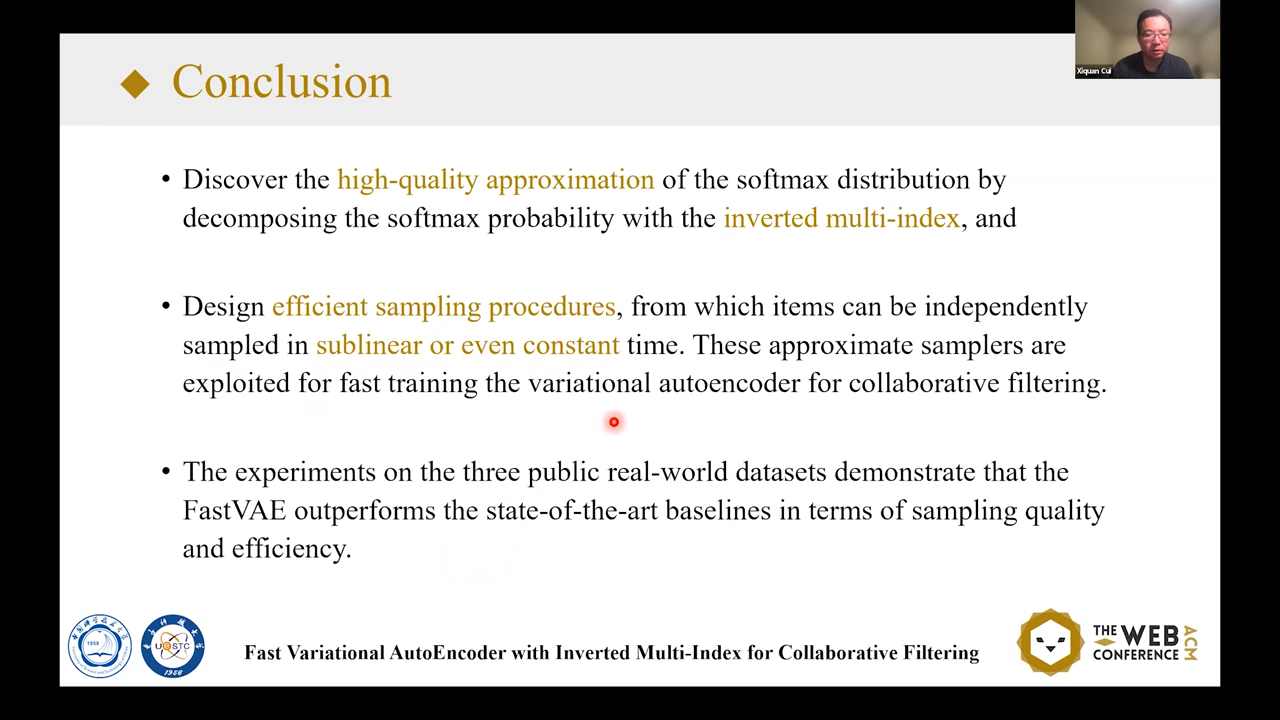 Xiquan Cui
Conclusion
• Discover the high-quality approximation of the softmax distribution by
decomposing the softmax probability with the inverted multi-index, and
• Design efficient sampling procedures, from which items can be independently
sampled in sublinear or even constant time. These approximate samplers are
exploited for fast training the variational autoencoder for collaborative filtering.
• The experiments on the three public real-world datasets demonstrate that the
FastVAE outperforms the state-of-the-art baselines in terms of sampling quality
and efficiency.
1958
1956
Fast Variational AutoEncoder with Inverted Multi-Index for Collaborative Filtering
THE WEB
CONFERENCE
ACM